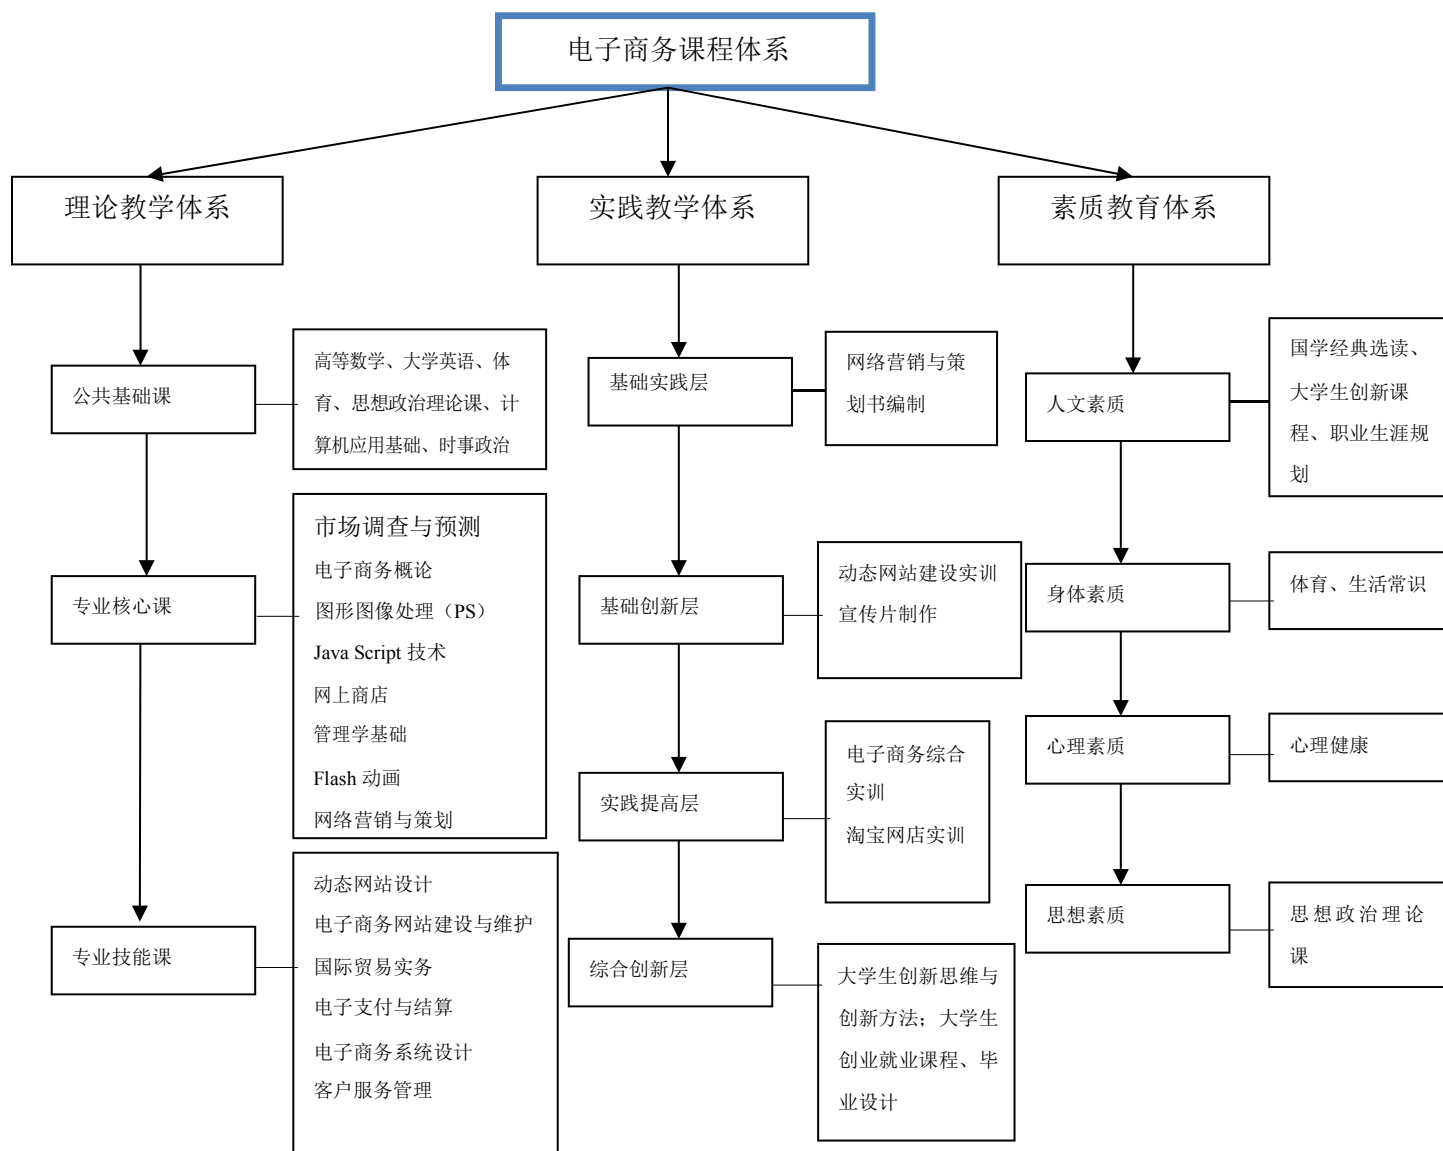 电子商务课程体系
理论教学体系
实践教学体系
素质教育体系
公共基础课
高等数学、大学英语、体
育、思想政治理论课、计
算机应用基础、时事政治
专业核心课
市场调查与预测
电子商务概论
图形图像处理（PS）
Java Script 技术
网上商店
管理学基础
Flash 动画
网络营销与策划
专业技能课
动态网站设计
电子商务网站建设与维护
国际贸易实务
电子支付与结算
电子商务系统设计
客户服务管理
基础实践层
网络营销与策
划书编制
基础创新层
动态网站建设实训
宣传片制作
实践提高层
电子商务综合
实训
淘宝网店实训
综合创新层
大学生创新思维与
创新方法；大学生
创业就业课程、毕
业设计
人文素质
国学经典选读、
大学生创新课
程、职业生涯规
划
身体素质
体育、生活常识
心理素质
心理健康
思想素质
思想政治理论
课